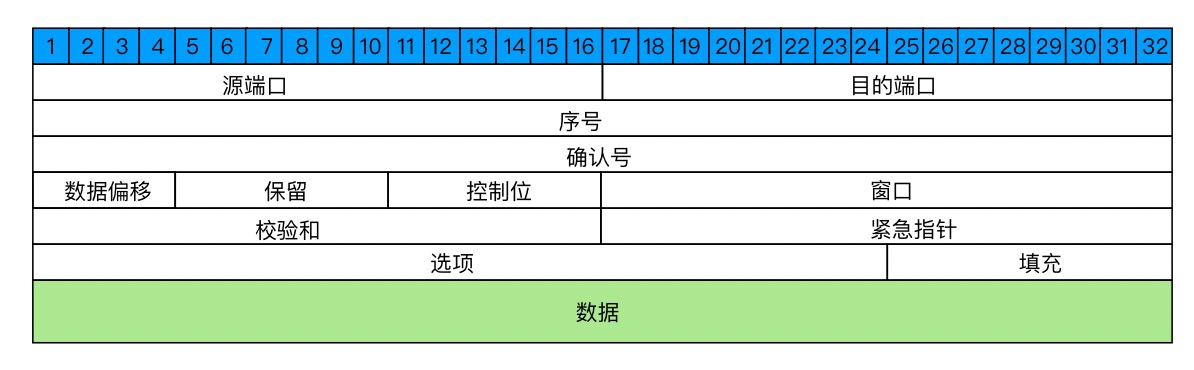 1 2 3 4 5 6 7 8 9 10 11 12 13 14 15 16 17 18 19 20 21 22 23 24 25 26 27 28 29 30 31 32
源端口 目的端口
序号
确认号
数据偏移 保留 控制位 窗口
校验和 紧急指针
选项 填充
数据